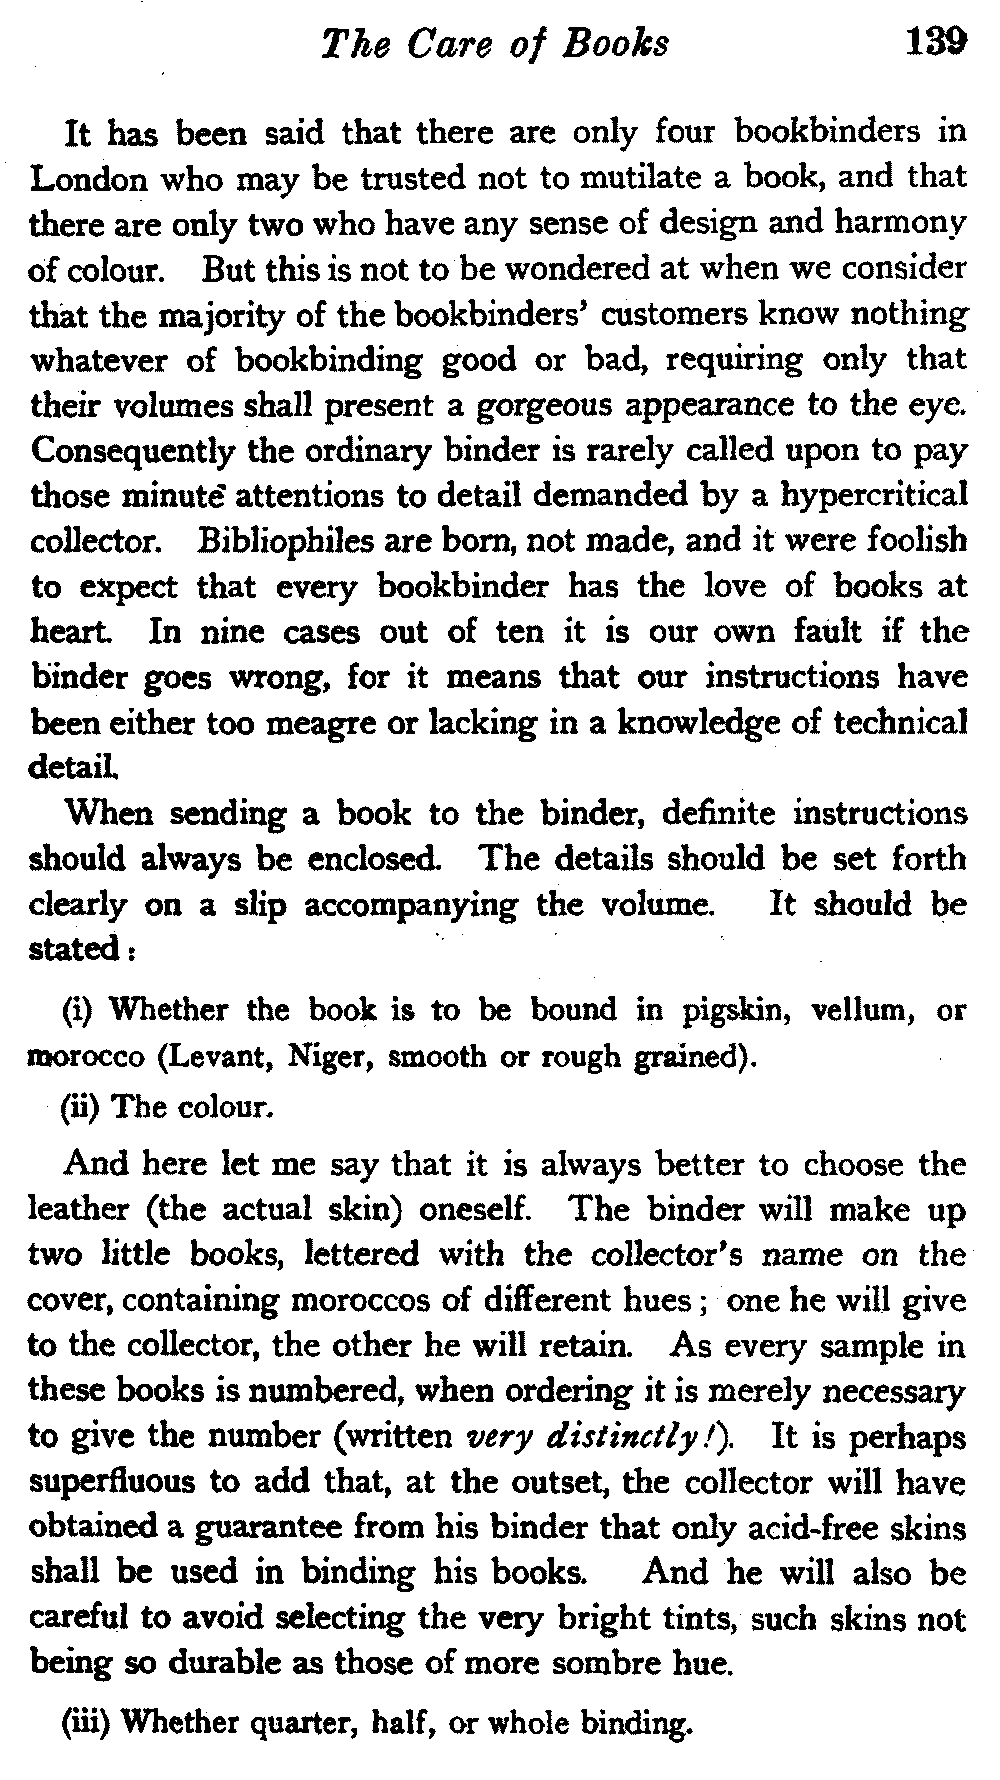 The Care of Books 139
It has been said that there are only four bookbinders in
London who may be trusted not to mutilate a book, and that
there are only two who have any sense of design and harmony
of colour. But this is not to be wondered at when we consider
that the majority of the bookbinders' customers know nothing
whatever of bookbinding good or bad, requiring only that
their volumes shall present a gorgeous appearance to the eye.
Consequently the ordinary binder is rarely called upon to pay
those minute attentions to detail demanded by a hypercritical
collector. Bibliophiles are born, not made, and it were foolish
to expect that every bookbinder has the love of books at
heart. In nine cases out of ten it is our own fault if the
binder goes wrong, for it means that our instructions have
been either too meagre or lacking in a knowledge of technical
detail.
When sending a book to the binder, definite instructions
should always be enclosed. The details should be set forth
clearly on a slip accompanying the volume. It should be
stated:
(i) Whether the book is to be bound in pigskin, vellum, or
morocco (Levant, Niger, smooth or rough grained).
(ii) The colour.
And here let me say that it is always better to choose the
leather (the actual skin) oneself. The binder will make up
two little books, lettered with the collector's name on the
cover, containing moroccos of different hues; one he will give
to the collector, the other he will retain. As every sample in
these books is numbered, when ordering it is merely necessary
to give the number (written very distinctly!). It is perhaps
superfluous to add that, at the outset, the collector will have
obtained a guarantee from his binder that only acid-free skins
shall be used in binding his books. And he will also be
careful to avoid selecting the very bright tints, such skins not
being so durable as those of more sombre hue.
(iii) Whether quarter, half, or whole binding.